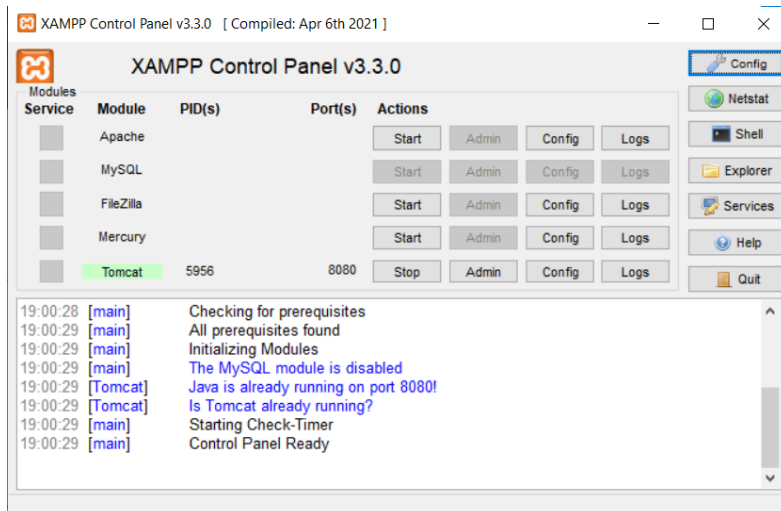 XAMPP Control Panel v3.3.0 [ Compiled: Apr 6th 2021 ]
XAMPP Control Panel v3.3.0
Config
Modules
Service Module PID(s) Port(s) Actions
Netstat
Apache Start Admin Config Logs
Shell
MySQL Start Admin Config Logs
Explorer
FileZilla Start Admin Config Logs
Services
Mercury Start Admin Config Logs
Help
Tomcat 5956 8080 Stop Admin Config Logs
Quit
19:00:28 [main] Checking for prerequisites
19:00:29 [main] All prerequisites found
19:00:29 [main] Initializing Modules
19:00:29 [main] The MySQL module is disabled
19:00:29 [Tomcat] Java is already running on port 8080!
19:00:29 [Tomcat] Is Tomcat already running?
19:00:29 [main] Starting Check-Timer
19:00:29 [main] Control Panel Ready